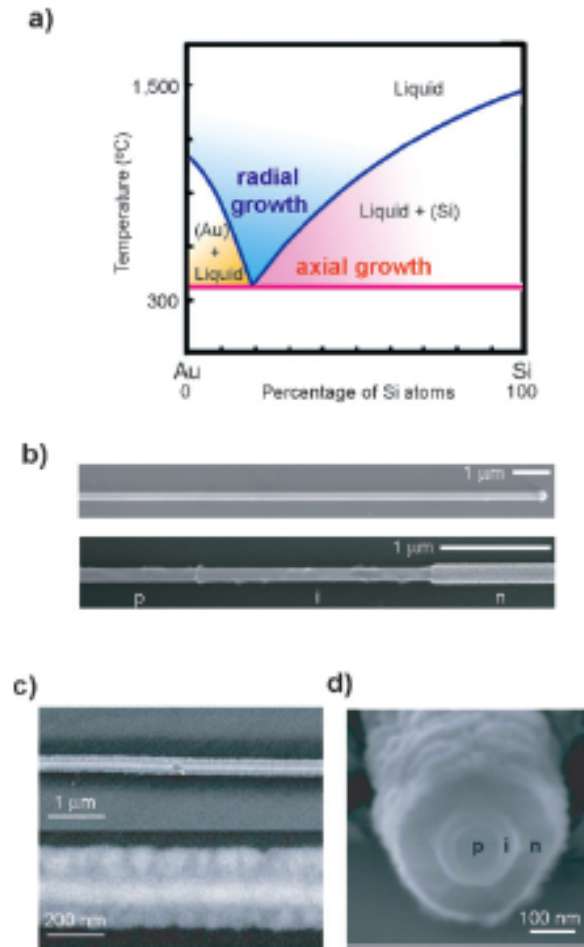 a)
1,500
Liquid
radial
growth
Liquid + (Si)
(Au)
+
Liquid
axial growth
300
Temperature (ºC)
Au
Si
0
Percentage of Si atoms
100
b)
1 µm
1 µm
p i n
c)
d)
1 µm
200 nm
p i n
100 nm